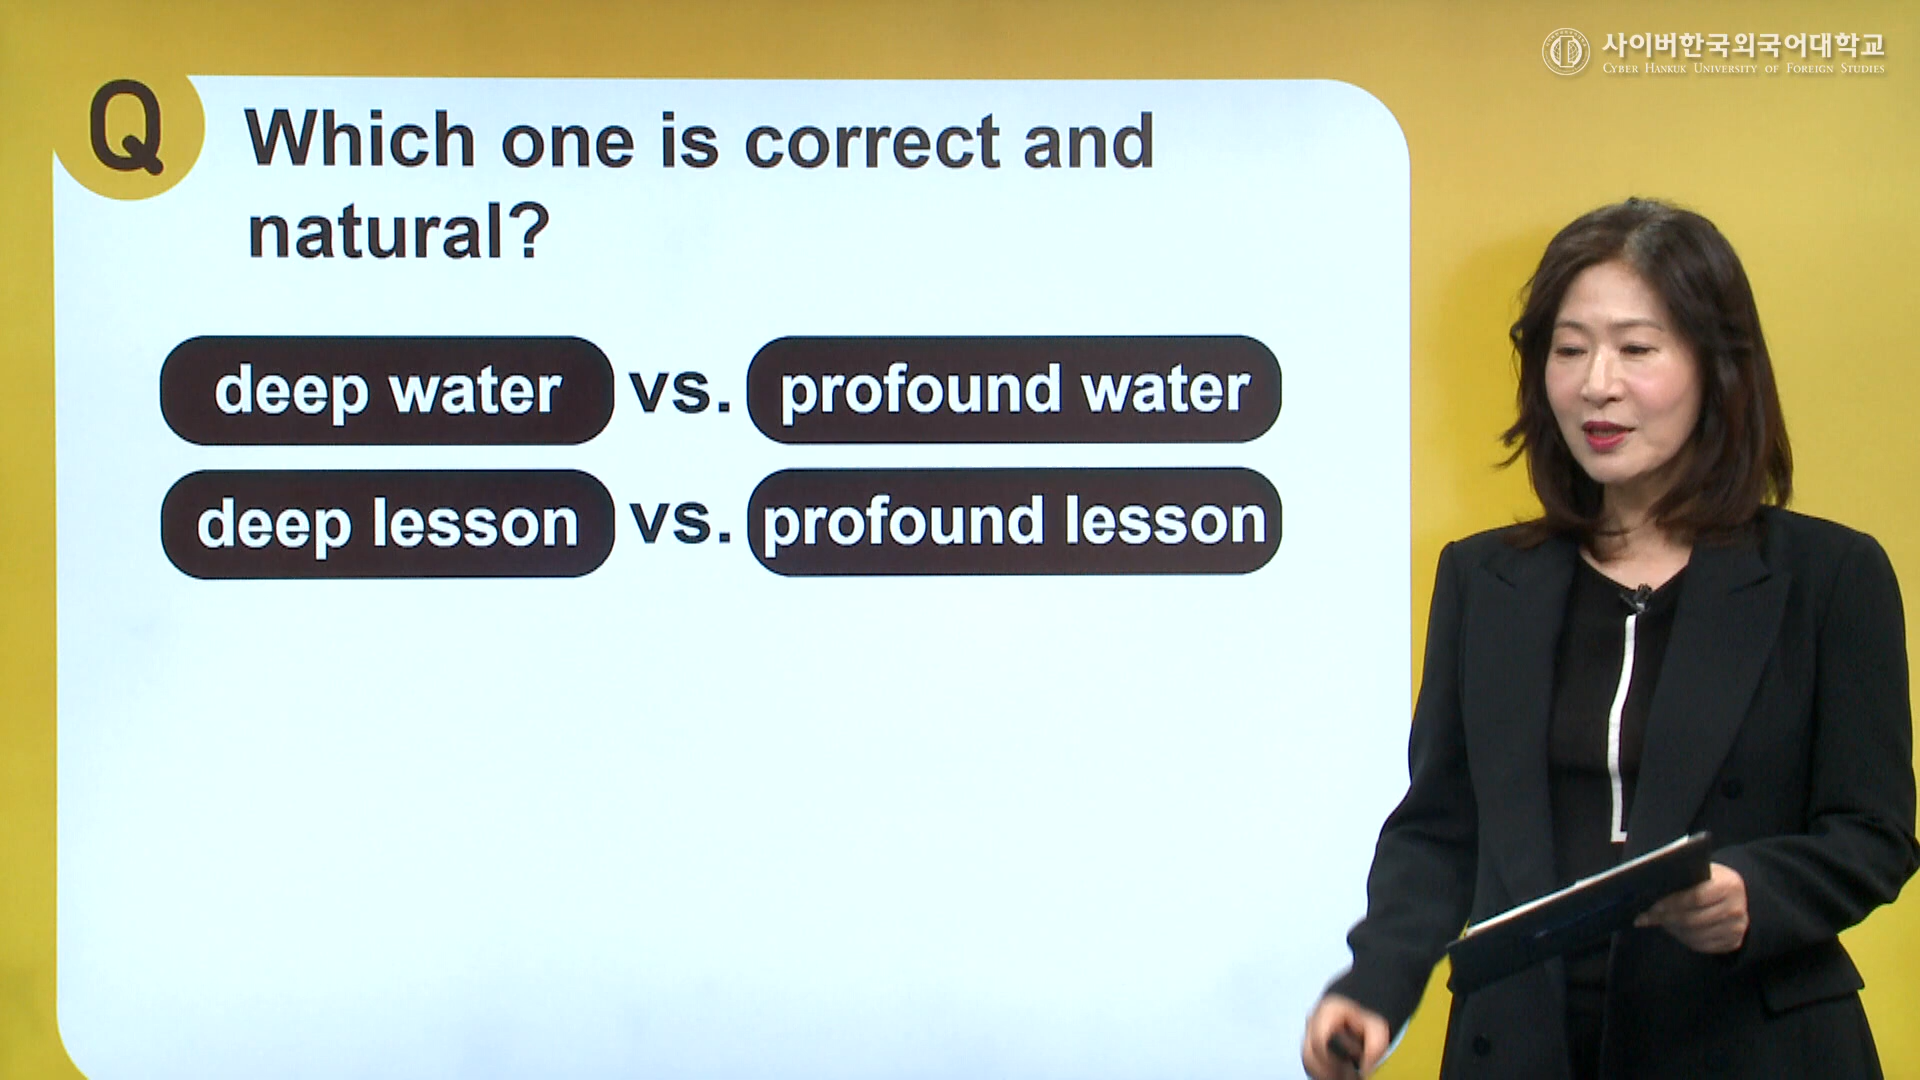 사이버한국외국어대학교
CYBER HANKUK UNIVERSITY OF FOREIGN STUDIES
Q
Which one is correct and
natural?
deep water vs. profound water
deep lesson vs. profound lesson